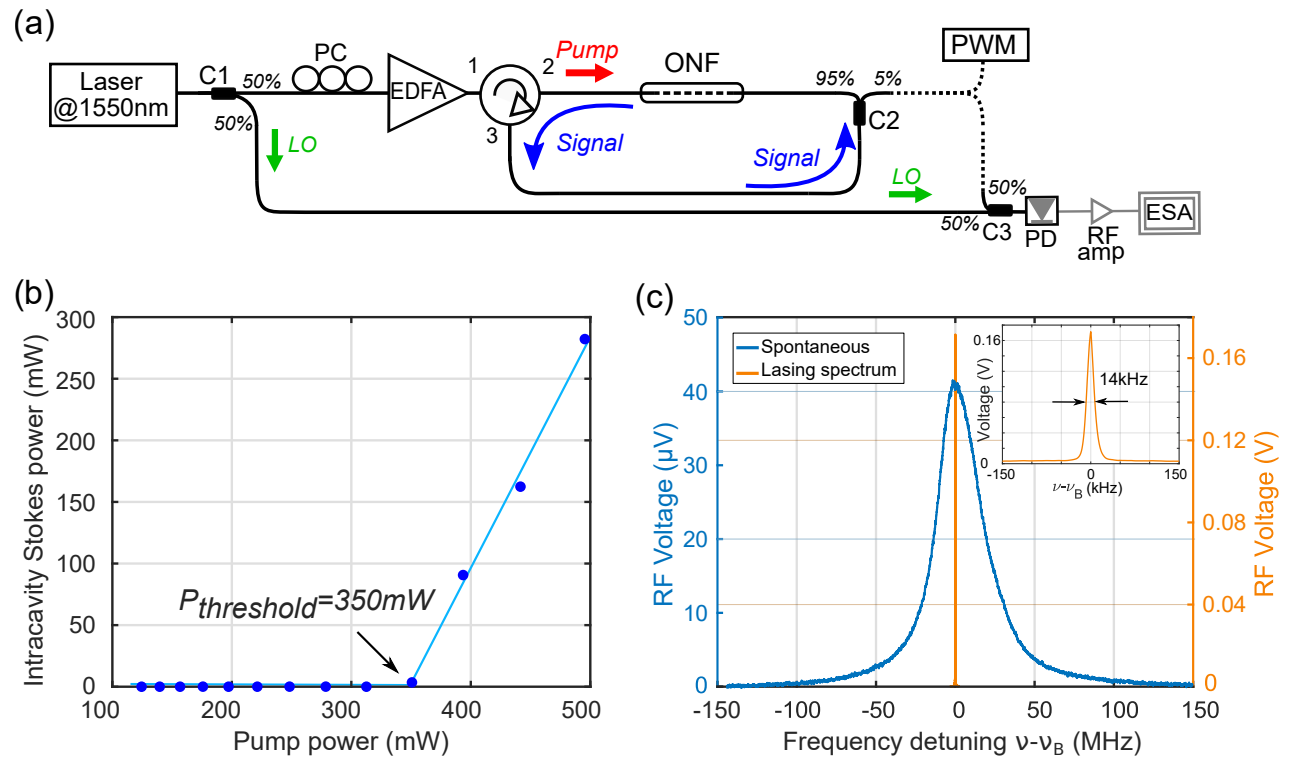 (a)
Laser
@1550nm
C1
50%
50%
PC
EDFA
1
2
3
Pump
ONF
Signal
Signal
95%
5%
C2
PWM
LO
LO
50%
50%
C3
PD
RF
amp
ESA
(b)
Intracavity Stokes power (mW)
300
250
200
150
100
50
0
P_threshold=350mW
100
200
300
400
500
Pump power (mW)
(c)
RF Voltage (µV)
50
40
30
20
10
0
Spontaneous
Lasing spectrum
Voltage (V)
0.16
0
14kHz
-150
0
150
ν-ν_B (kHz)
0.16
0.12
0.08
0.04
0
RF Voltage (V)
-150
-100
-50
0
50
100
150
Frequency detuning ν-ν_B (MHz)